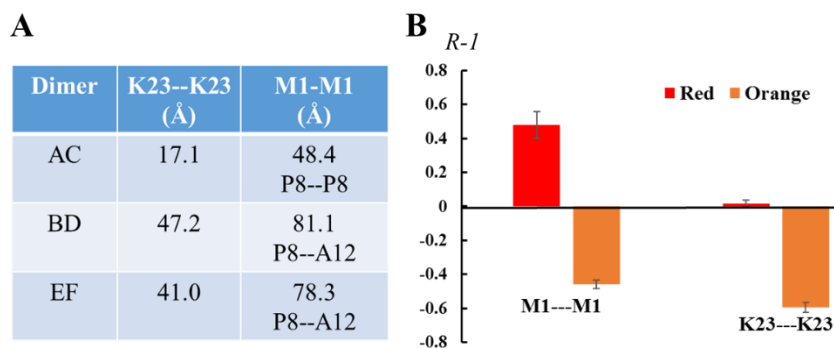 A
Dimer K23--K23 (Å) M1-M1 (Å)
AC 17.1 48.4
P8--P8
BD 47.2 81.1
P8--A12
EF 41.0 78.3
P8--A12
B
R-1
Red Orange
0.8
0.6
0.4
0.2
0
-0.2
-0.4
-0.6
-0.8
M1---M1
K23---K23